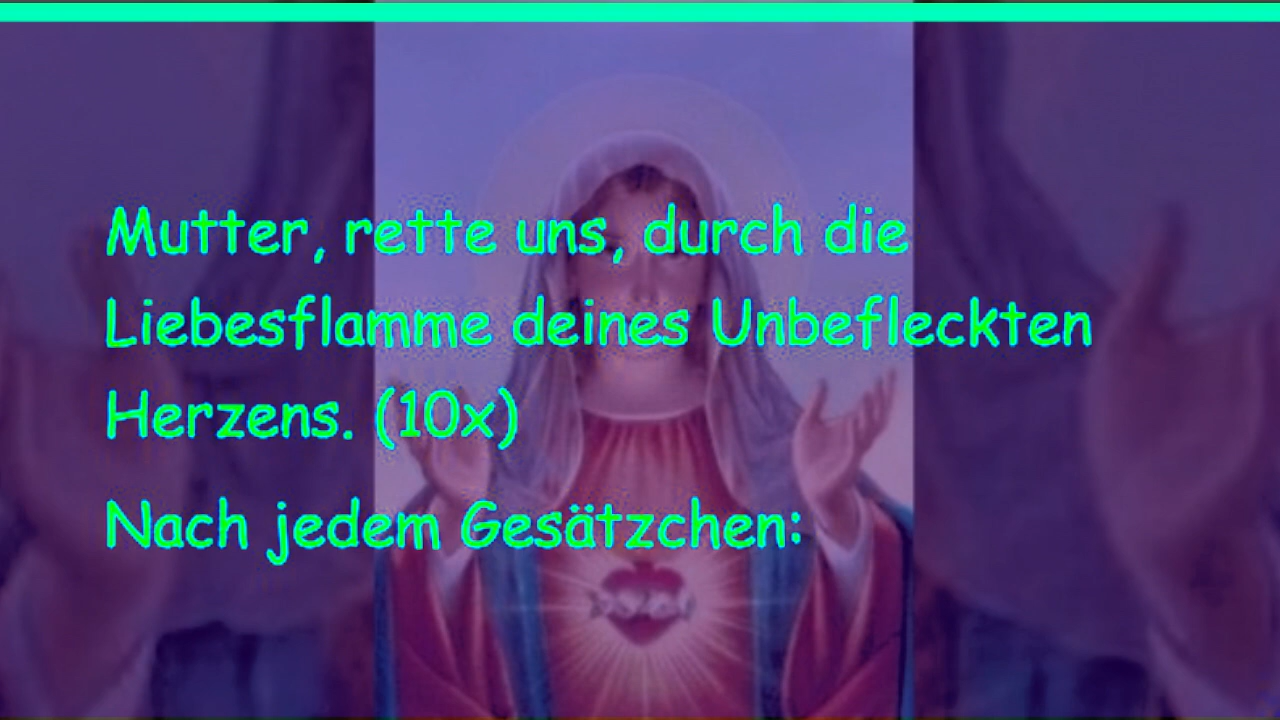 Mutter, rette uns, durch die
Liebesflamme deines Unbefleckten
Herzens. (10x)
Nach jedem Gesätzchen: